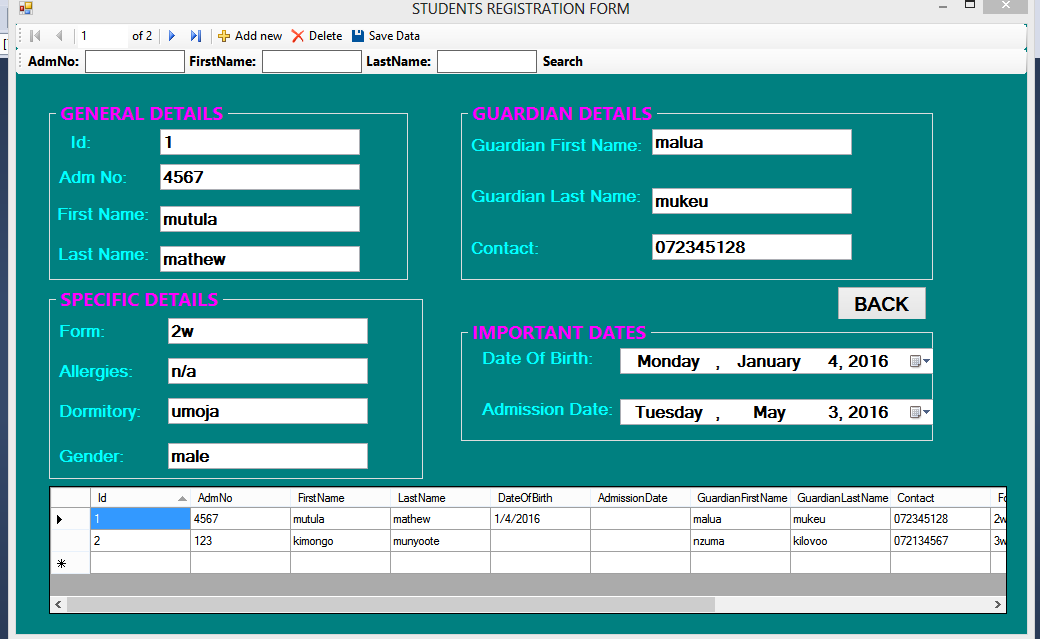 STUDENTS REGISTRATION FORM
1 of 2 Add new Delete Save Data
AdmNo: FirstName: LastName: Search
GENERAL DETAILS
Id: 1
Adm No: 4567
First Name: mutula
Last Name: mathew
GUARDIAN DETAILS
Guardian First Name: malua
Guardian Last Name: mukeu
Contact: 072345128
BACK
SPECIFIC DETAILS
Form: 2w
Allergies: n/a
Dormitory: umoja
Gender: male
IMPORTANT DATES
Date Of Birth: Monday , January 4, 2016
Admission Date: Tuesday , May 3, 2016
Id AdmNo FirstName LastName DateOfBirth AdmissionDate GuardianFirstName GuardianLastName Contact
1 4567 mutula mathew 1/4/2016 malua mukeu 072345128 2w
2 123 kimongo munyoote nzuma kilovoo 072134567 3w